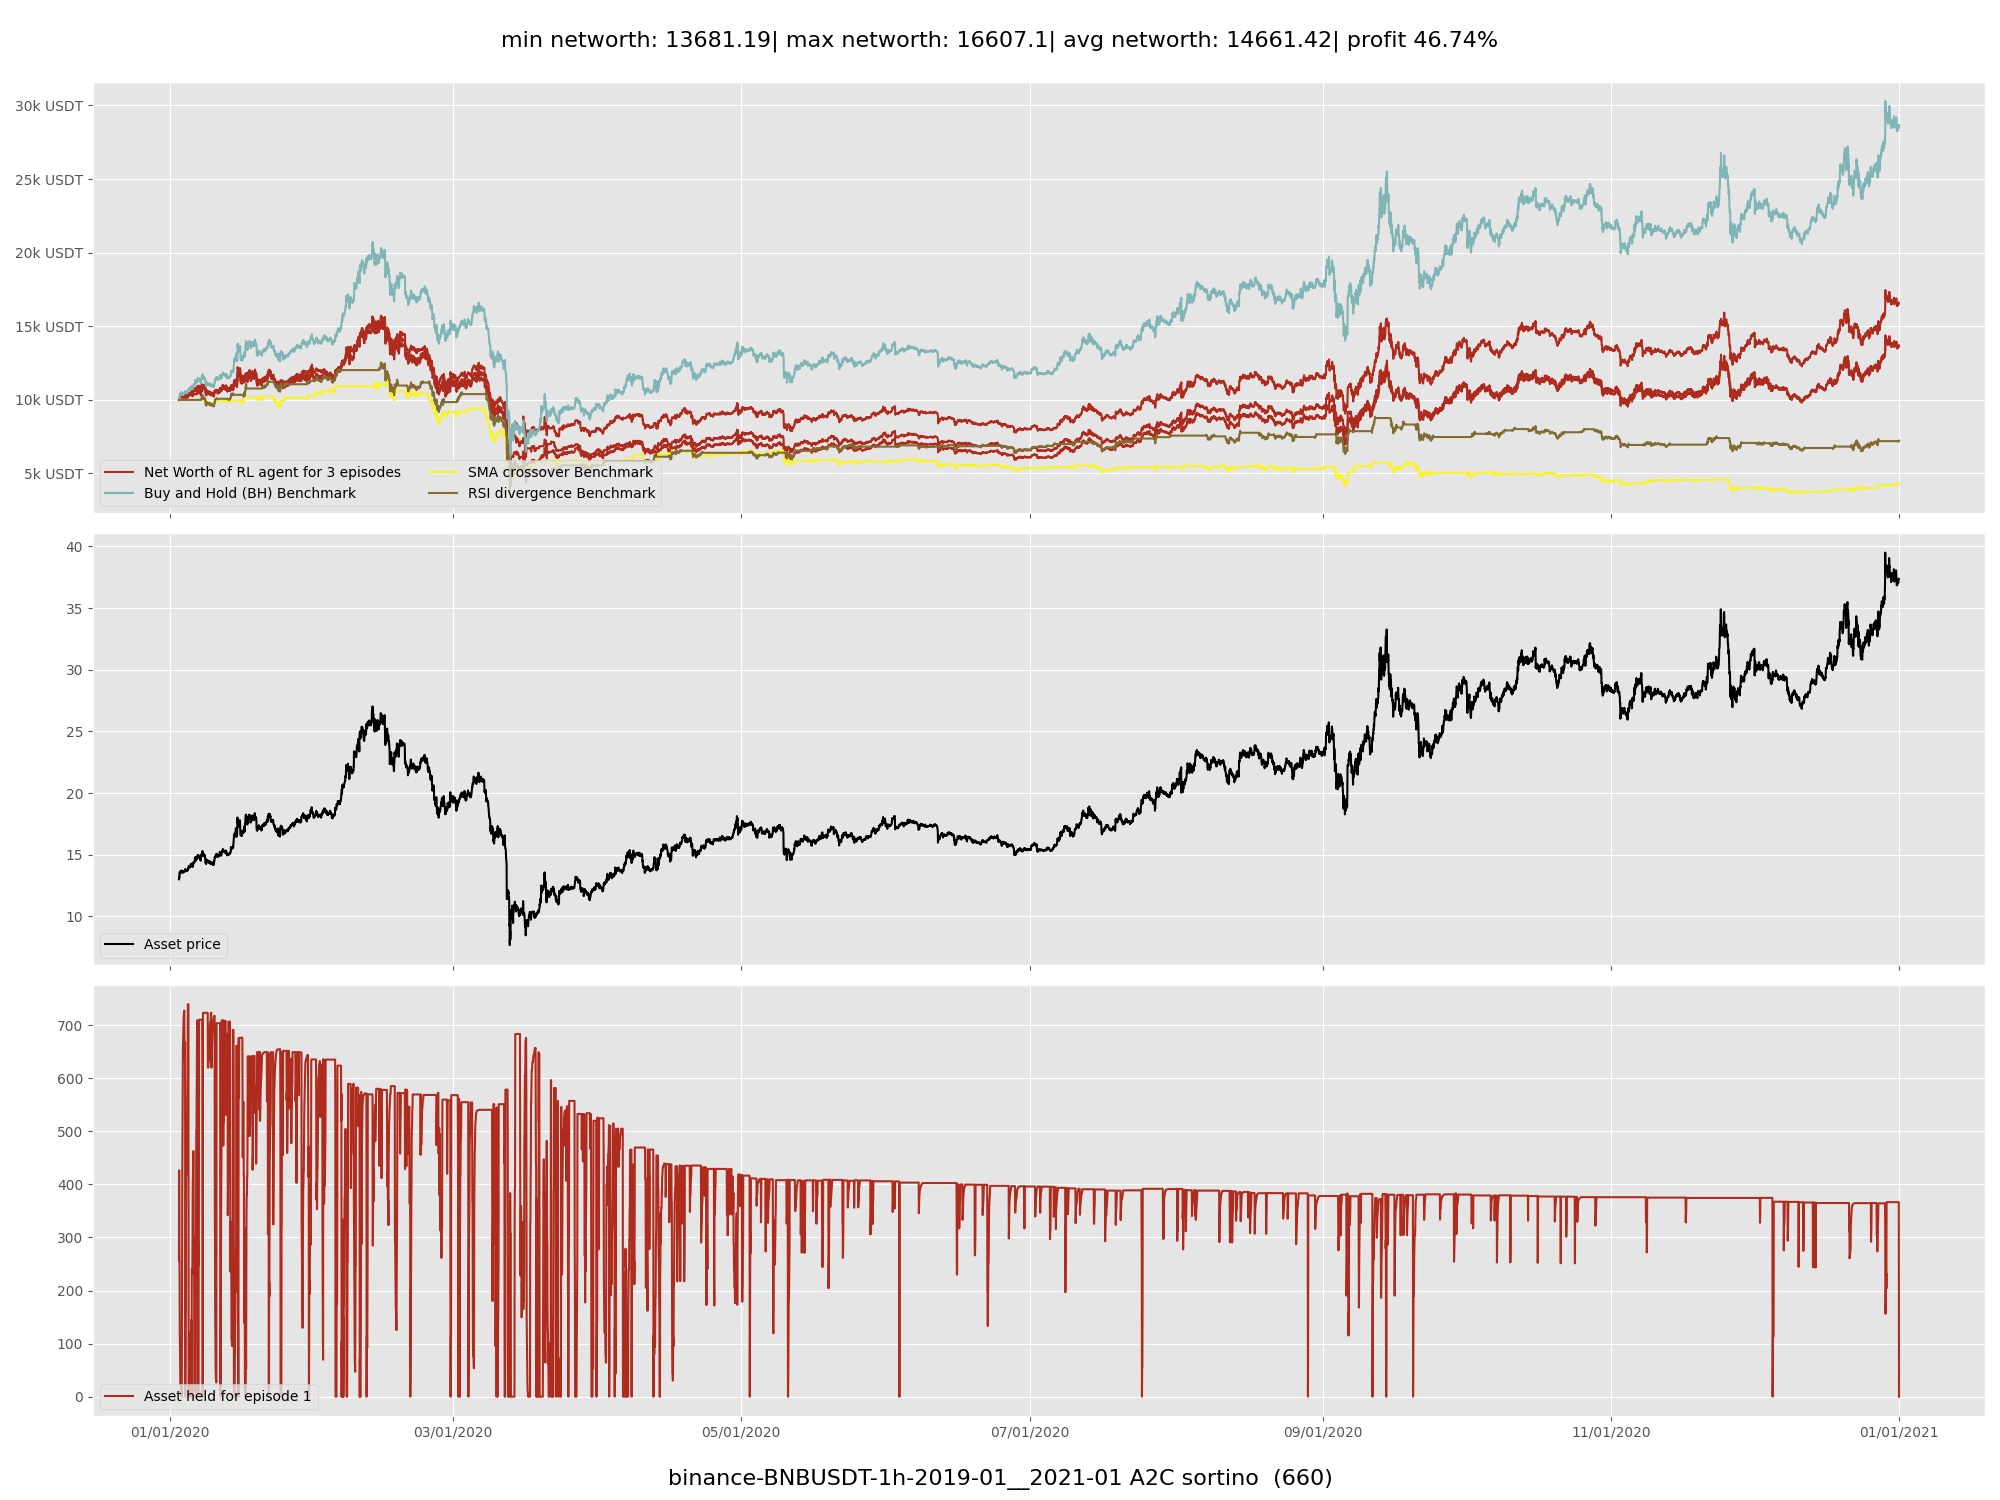 min networth: 13681.19| max networth: 16607.1| avg networth: 14661.42| profit 46.74%
30k USDT
25k USDT
20k USDT
15k USDT
10k USDT
5k USDT
Net Worth of RL agent for 3 episodes
Buy and Hold (BH) Benchmark
SMA crossover Benchmark
RSI divergence Benchmark
40
35
30
25
20
15
10
Asset price
700
600
500
400
300
200
100
0
Asset held for episode 1
01/01/2020 03/01/2020 05/01/2020 07/01/2020 09/01/2020 11/01/2020 01/01/2021
binance-BNBUSDT-1h-2019-01__2021-01 A2C sortino (660)